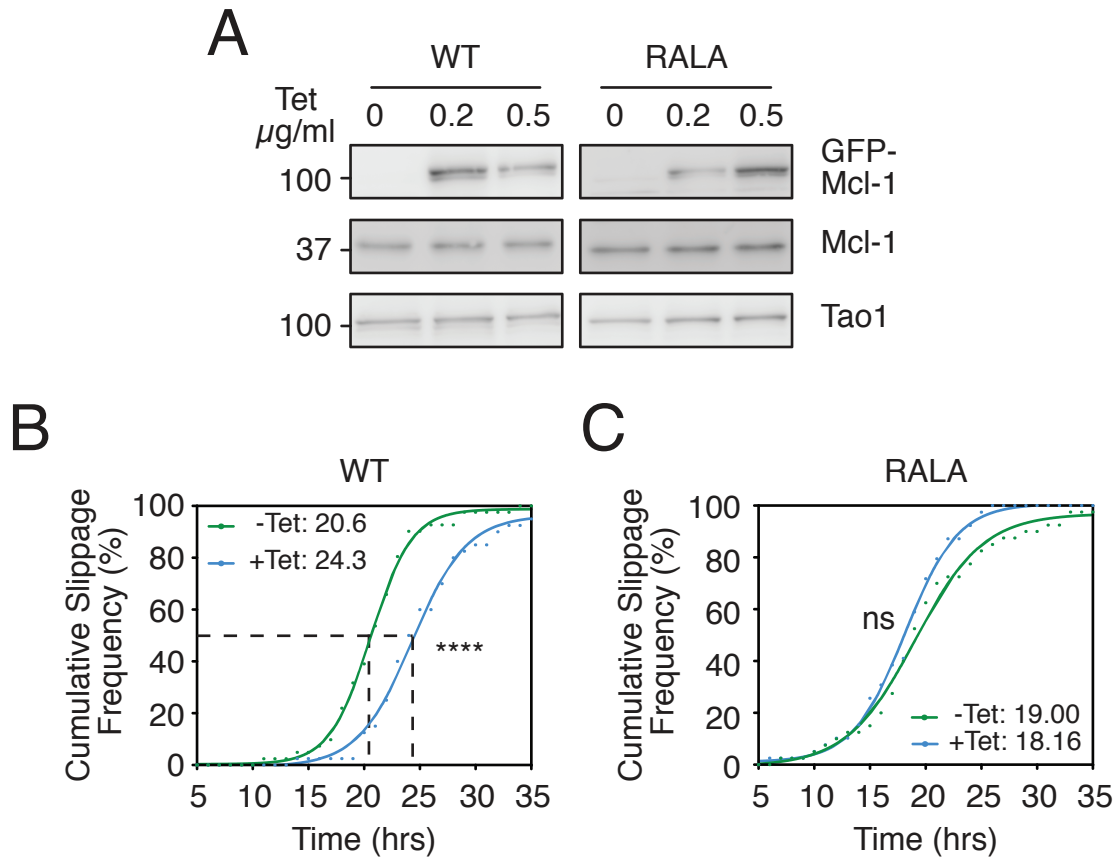 A
WT RALA
Tet
µg/ml
0 0.2 0.5 0 0.2 0.5
100
GFP-
Mcl-1
37
Mcl-1
100
Tao1
B
WT
Cumulative Slippage
Frequency (%)
100
80
60
40
20
0
-Tet: 20.6
+Tet: 24.3
****
5 10 15 20 25 30 35
Time (hrs)
C
RALA
Cumulative Slippage
Frequency (%)
100
80
60
40
20
0
ns
-Tet: 19.00
+Tet: 18.16
5 10 15 20 25 30 35
Time (hrs)